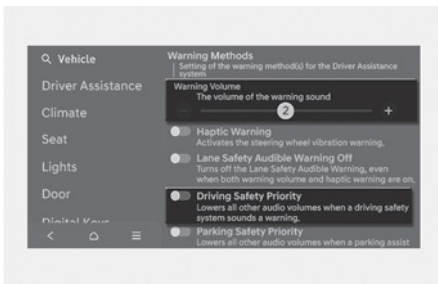 Vehicle
Driver Assistance
Climate
Seat
Lights
Door
Digital Keys
Warning Methods
Setting of the warning method(s) for the Driver Assistance
system
Warning Volume
The volume of the warning sound
2
Haptic Warning
Activates the steering wheel vibration warning.
Lane Safety Audible Warning Off
Turns off the Lane Safety Audible Warning, even
when both warning volume and haptic warning are on.
Driving Safety Priority
Lowers all other audio volumes when a driving safety
system sounds a warning.
Parking Safety Priority
Lowers all other audio volumes when a parking assist